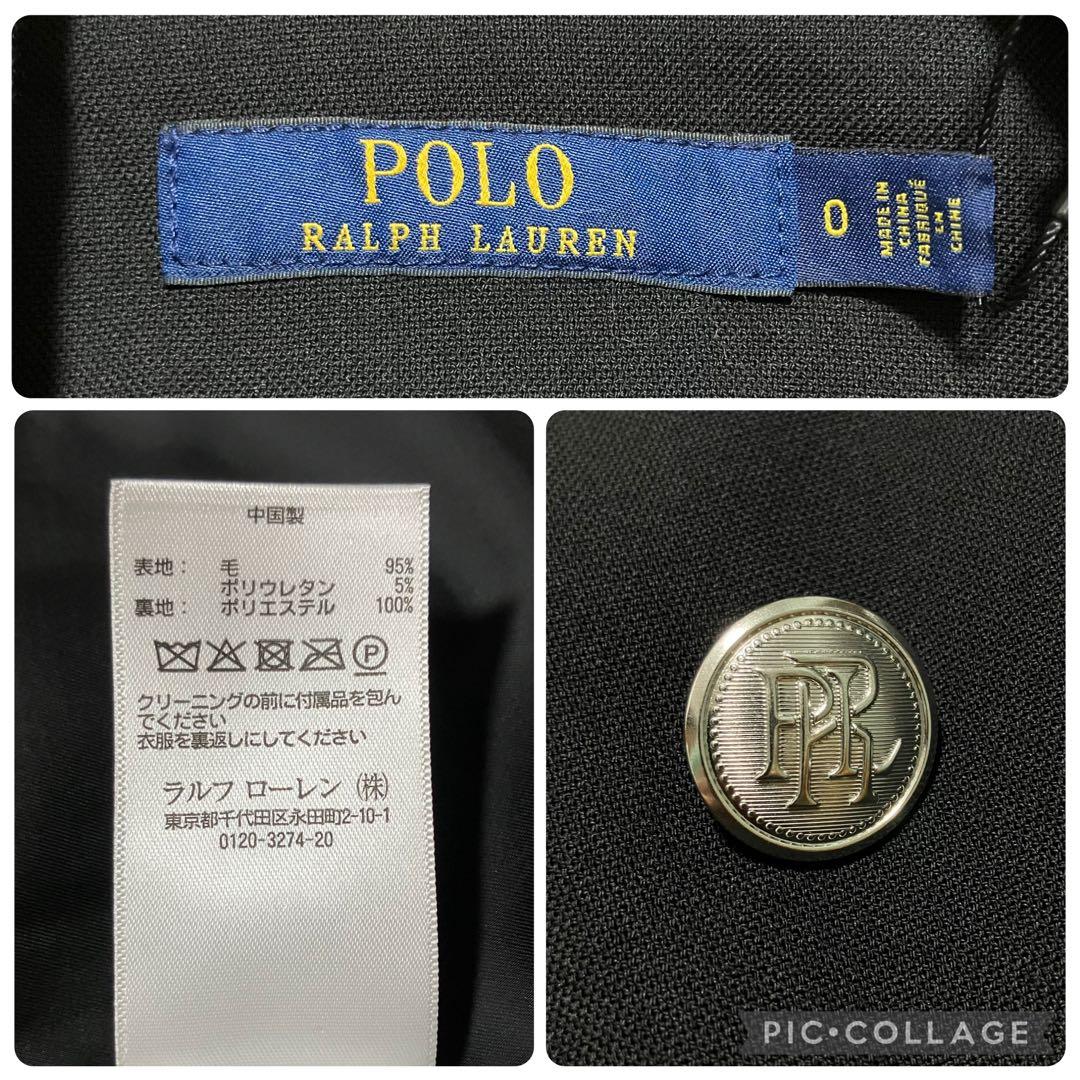 POLO
RALPH LAUREN
0
MADE IN
CHINA
FABRIQUÉ
EN
CHINE
中国製
表地： 毛 95%
ポリウレタン 5%
裏地： ポリエステル 100%
P
クリーニングの前に付属品を包ん
でください
衣服を裏返しにしてください
ラルフ ローレン (株)
東京都千代田区永田町2-10-1
0120-3274-20
PRL
PIC•COLLAGE